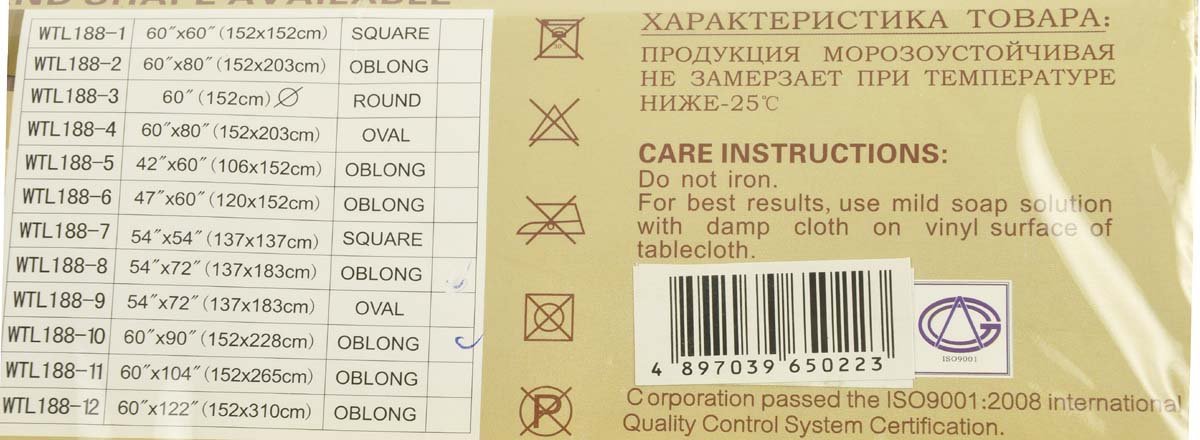 ND SHAPE AVAILABLE
WTL188-1 60"x60" (152x152cm) SQUARE
WTL188-2 60"x80" (152x203cm) OBLONG
WTL188-3 60" (152cm) ∅ ROUND
WTL188-4 60"x80" (152x203cm) OVAL
WTL188-5 42"x60" (106x152cm) OBLONG
WTL188-6 47"x60" (120x152cm) OBLONG
WTL188-7 54"x54" (137x137cm) SQUARE
WTL188-8 54"x72" (137x183cm) OBLONG
WTL188-9 54"x72" (137x183cm) OVAL
WTL188-10 60"x90" (152x228cm) OBLONG
WTL188-11 60"x104" (152x265cm) OBLONG
WTL188-12 60"x122" (152x310cm) OBLONG
P
ХАРАКТЕРИСТИКА ТОВАРА:
ПРОДУКЦИЯ МОРОЗОУСТОЙЧИВАЯ
НЕ ЗАМЕРЗАЕТ ПРИ ТЕМПЕРАТУРЕ
НИЖЕ-25℃
CARE INSTRUCTIONS:
Do not iron.
For best results, use mild soap solution
with damp cloth on vinyl surface of
tablecloth.
4 897039 650223
ISO9001
Corporation passed the ISO9001:2008 international
Quality Control System Certification.